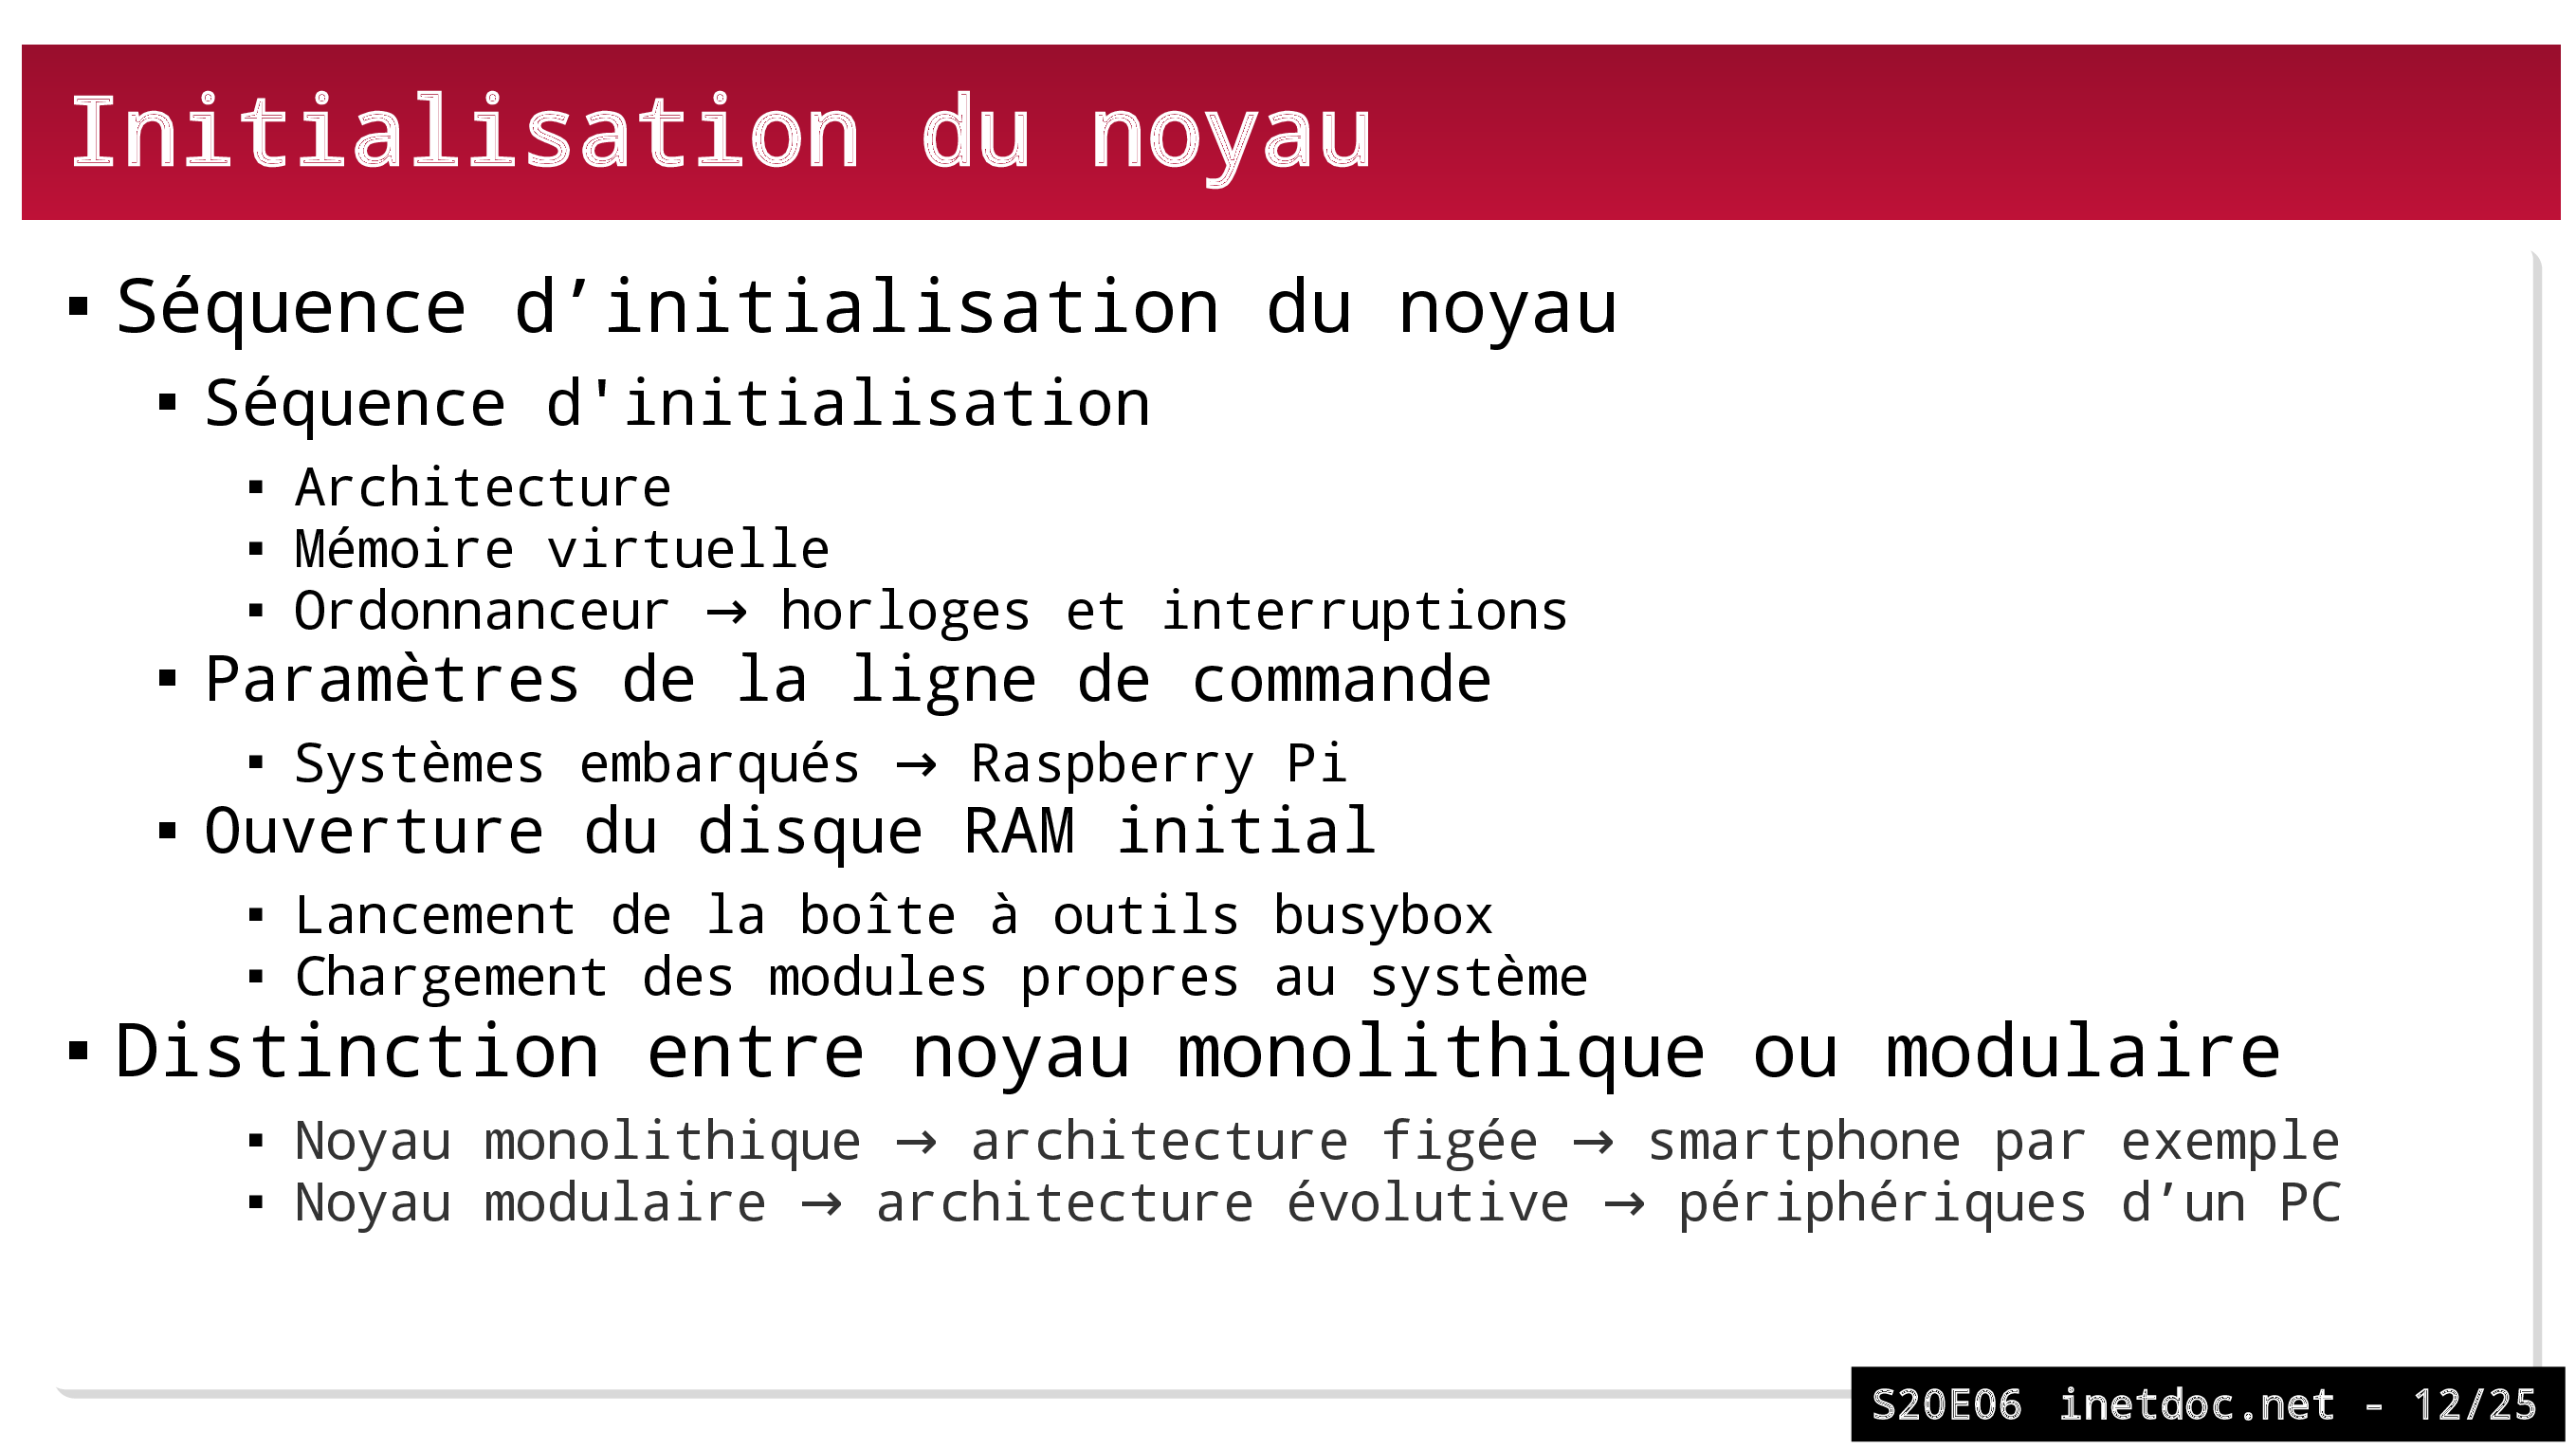 Initialisation du noyau
▪ Séquence d’initialisation du noyau
▪ Séquence d'initialisation
▪ Architecture
▪ Mémoire virtuelle
▪ Ordonnanceur → horloges et interruptions
▪ Paramètres de la ligne de commande
▪ Systèmes embarqués → Raspberry Pi
▪ Ouverture du disque RAM initial
▪ Lancement de la boîte à outils busybox
▪ Chargement des modules propres au système
▪ Distinction entre noyau monolithique ou modulaire
▪ Noyau monolithique → architecture figée → smartphone par exemple
▪ Noyau modulaire → architecture évolutive → périphériques d’un PC
S20E06 inetdoc.net - 12/25